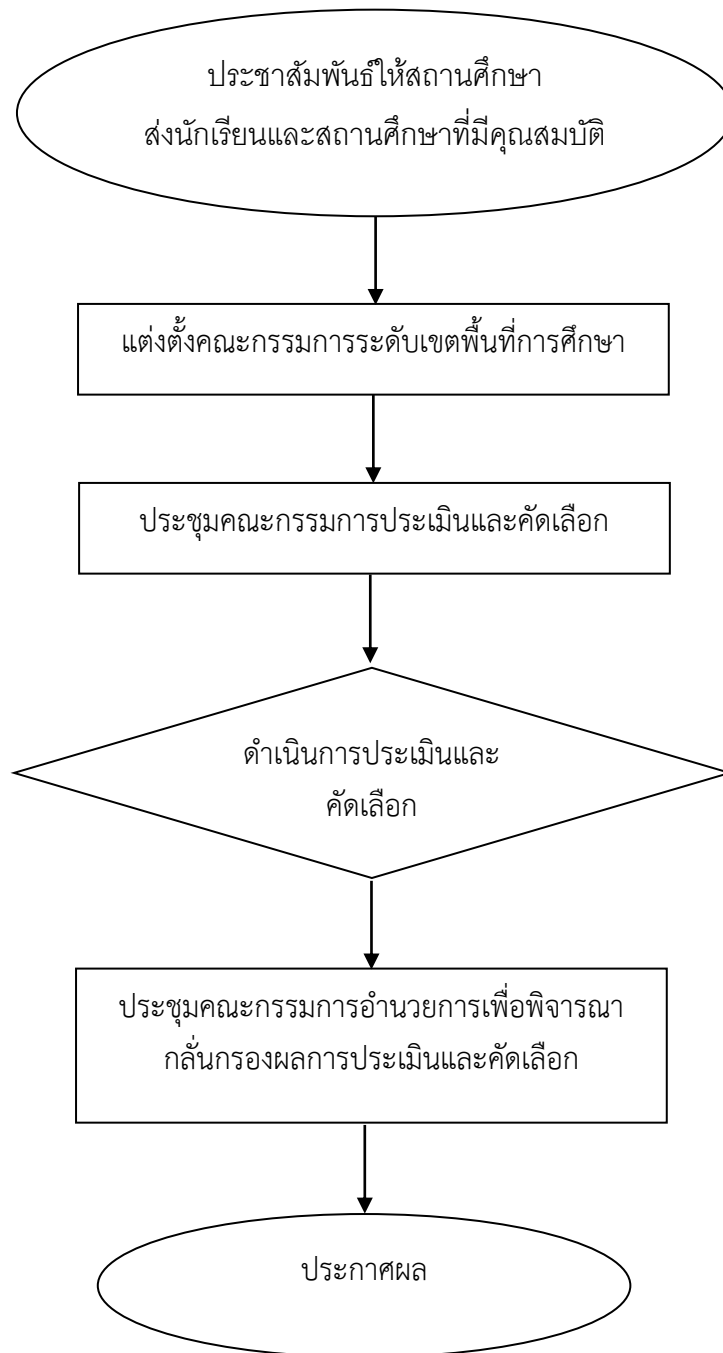 ประชาสัมพันธ์ให้สถานศึกษา
ส่งนักเรียนและสถานศึกษาที่มีคุณสมบัติ
แต่งตั้งคณะกรรมการระดับเขตพื้นที่การศึกษา
ประชุมคณะกรรมการประเมินและคัดเลือก
ดำเนินการประเมินและ
คัดเลือก
ประชุมคณะกรรมการอำนวยการเพื่อพิจารณา
กลั่นกรองผลการประเมินและคัดเลือก
ประกาศผล